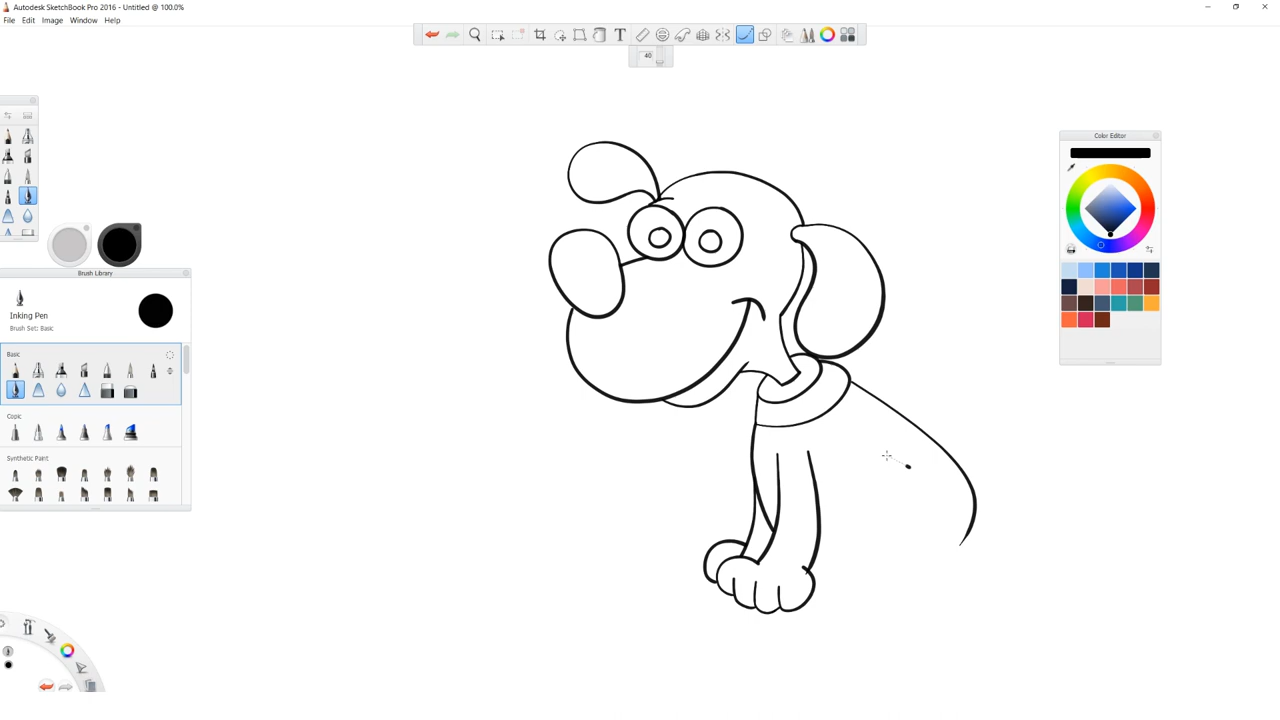 Autodesk SketchBook Pro 2016 - Untitled @ 100.0%
File Edit Image Window Help
T
40
Color Editor
Brush Library
Inking Pen
Brush Set: Basic
Basic
Copic
Synthetic Paint